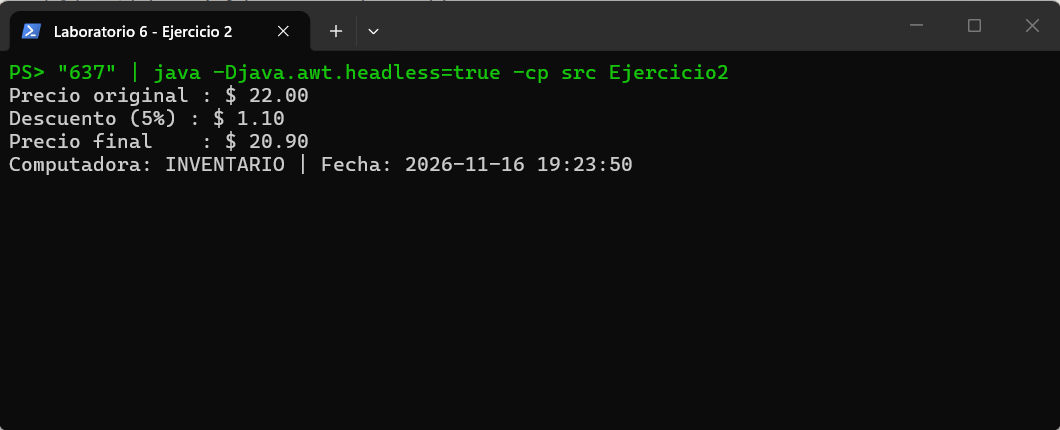 Laboratorio 6 - Ejercicio 2
PS> "637" | java -Djava.awt.headless=true -cp src Ejercicio2
Precio original : $ 22.00
Descuento (5%) : $ 1.10
Precio final    : $ 20.90
Computadora: INVENTARIO | Fecha: 2026-11-16 19:23:50